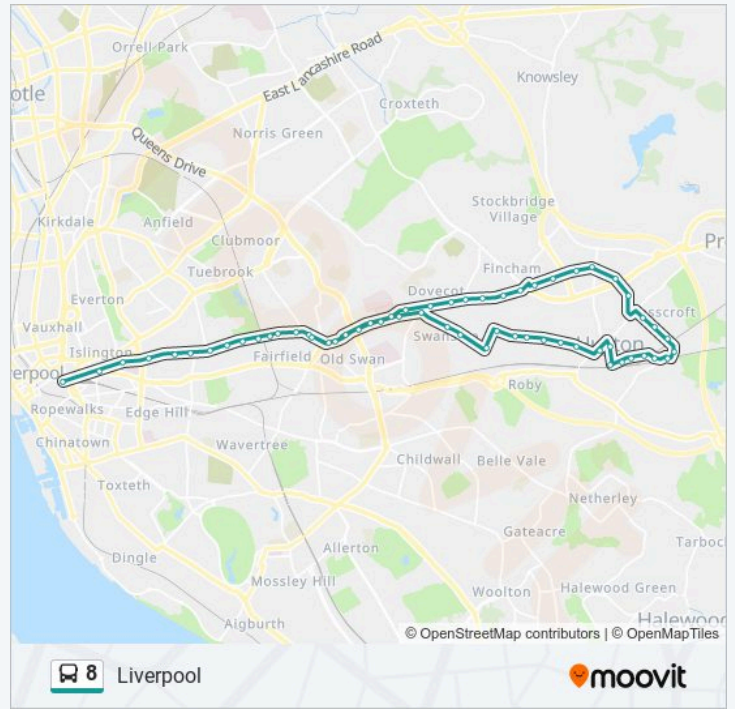 Orrell Park
East Lancashire Road
Knowsley
otle
Croxteth
Norris Green
Queens Drive
Stockbridge
Village
Kirkdale
Anfield
Clubmoor
Pr
Tuebrook
Fincham
Everton
Dovecot
sscroft
Vauxhall
Swans
Islington
Fairfield
Old Swan
erpool
Roby
Ropewalks
Edge Hill
Chinatown
Wavertree
Childwall
Belle Vale
Toxteth
Netherley
Gateacre
Dingle
Allerton
Tarboc
Mossley Hill
Woolton
Halewood Green
Aigburth
Halewood
© OpenStreetMap contributors | © OpenMapTiles
8 Liverpool
moovit